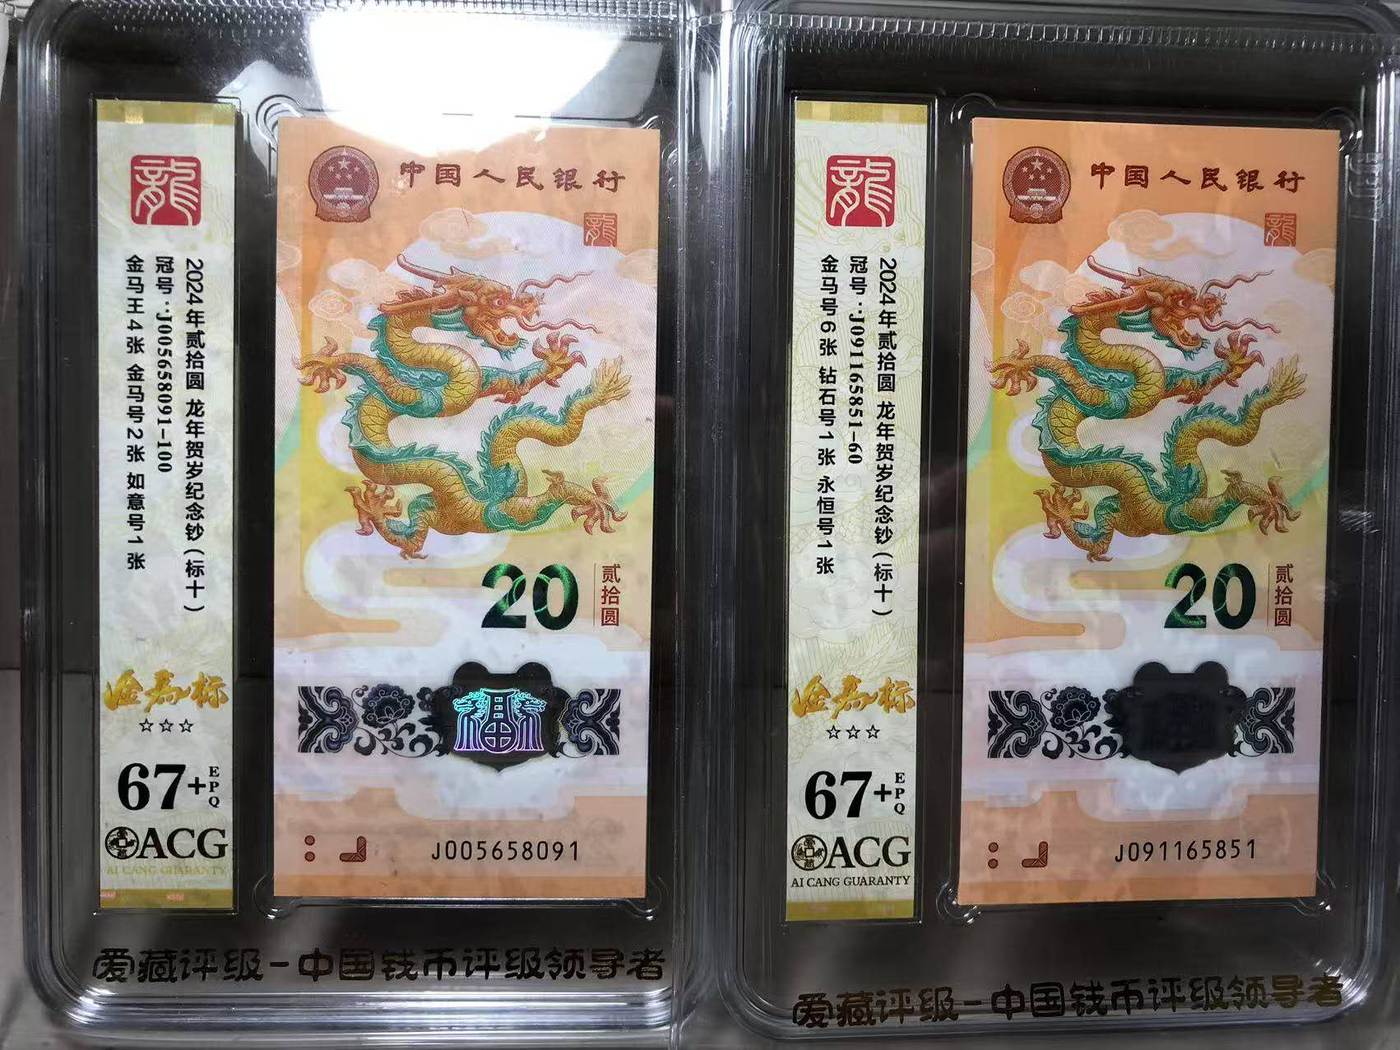 龍
2024年贰拾圆 龙年贺岁纪念钞(标十)
冠号:J005658091-100
金马王4张 金马号2张 如意号1张
金马标
☆☆☆
67+EPQ
ACG
AI CANG GUARANTY
中国人民银行
龍
20
贰拾圆
福
J005658091
爱藏评级-中国钱币评级领导者
龍
2024年贰拾圆 龙年贺岁纪念钞(标十)
冠号:J091165851-60
金马号6张 钻石号1张 永恒号1张
金马标
☆☆☆
67+EPQ
ACG
AI CANG GUARANTY
中国人民银行
龍
20
贰拾圆
J091165851
爱藏评级-中国钱币评级领导者